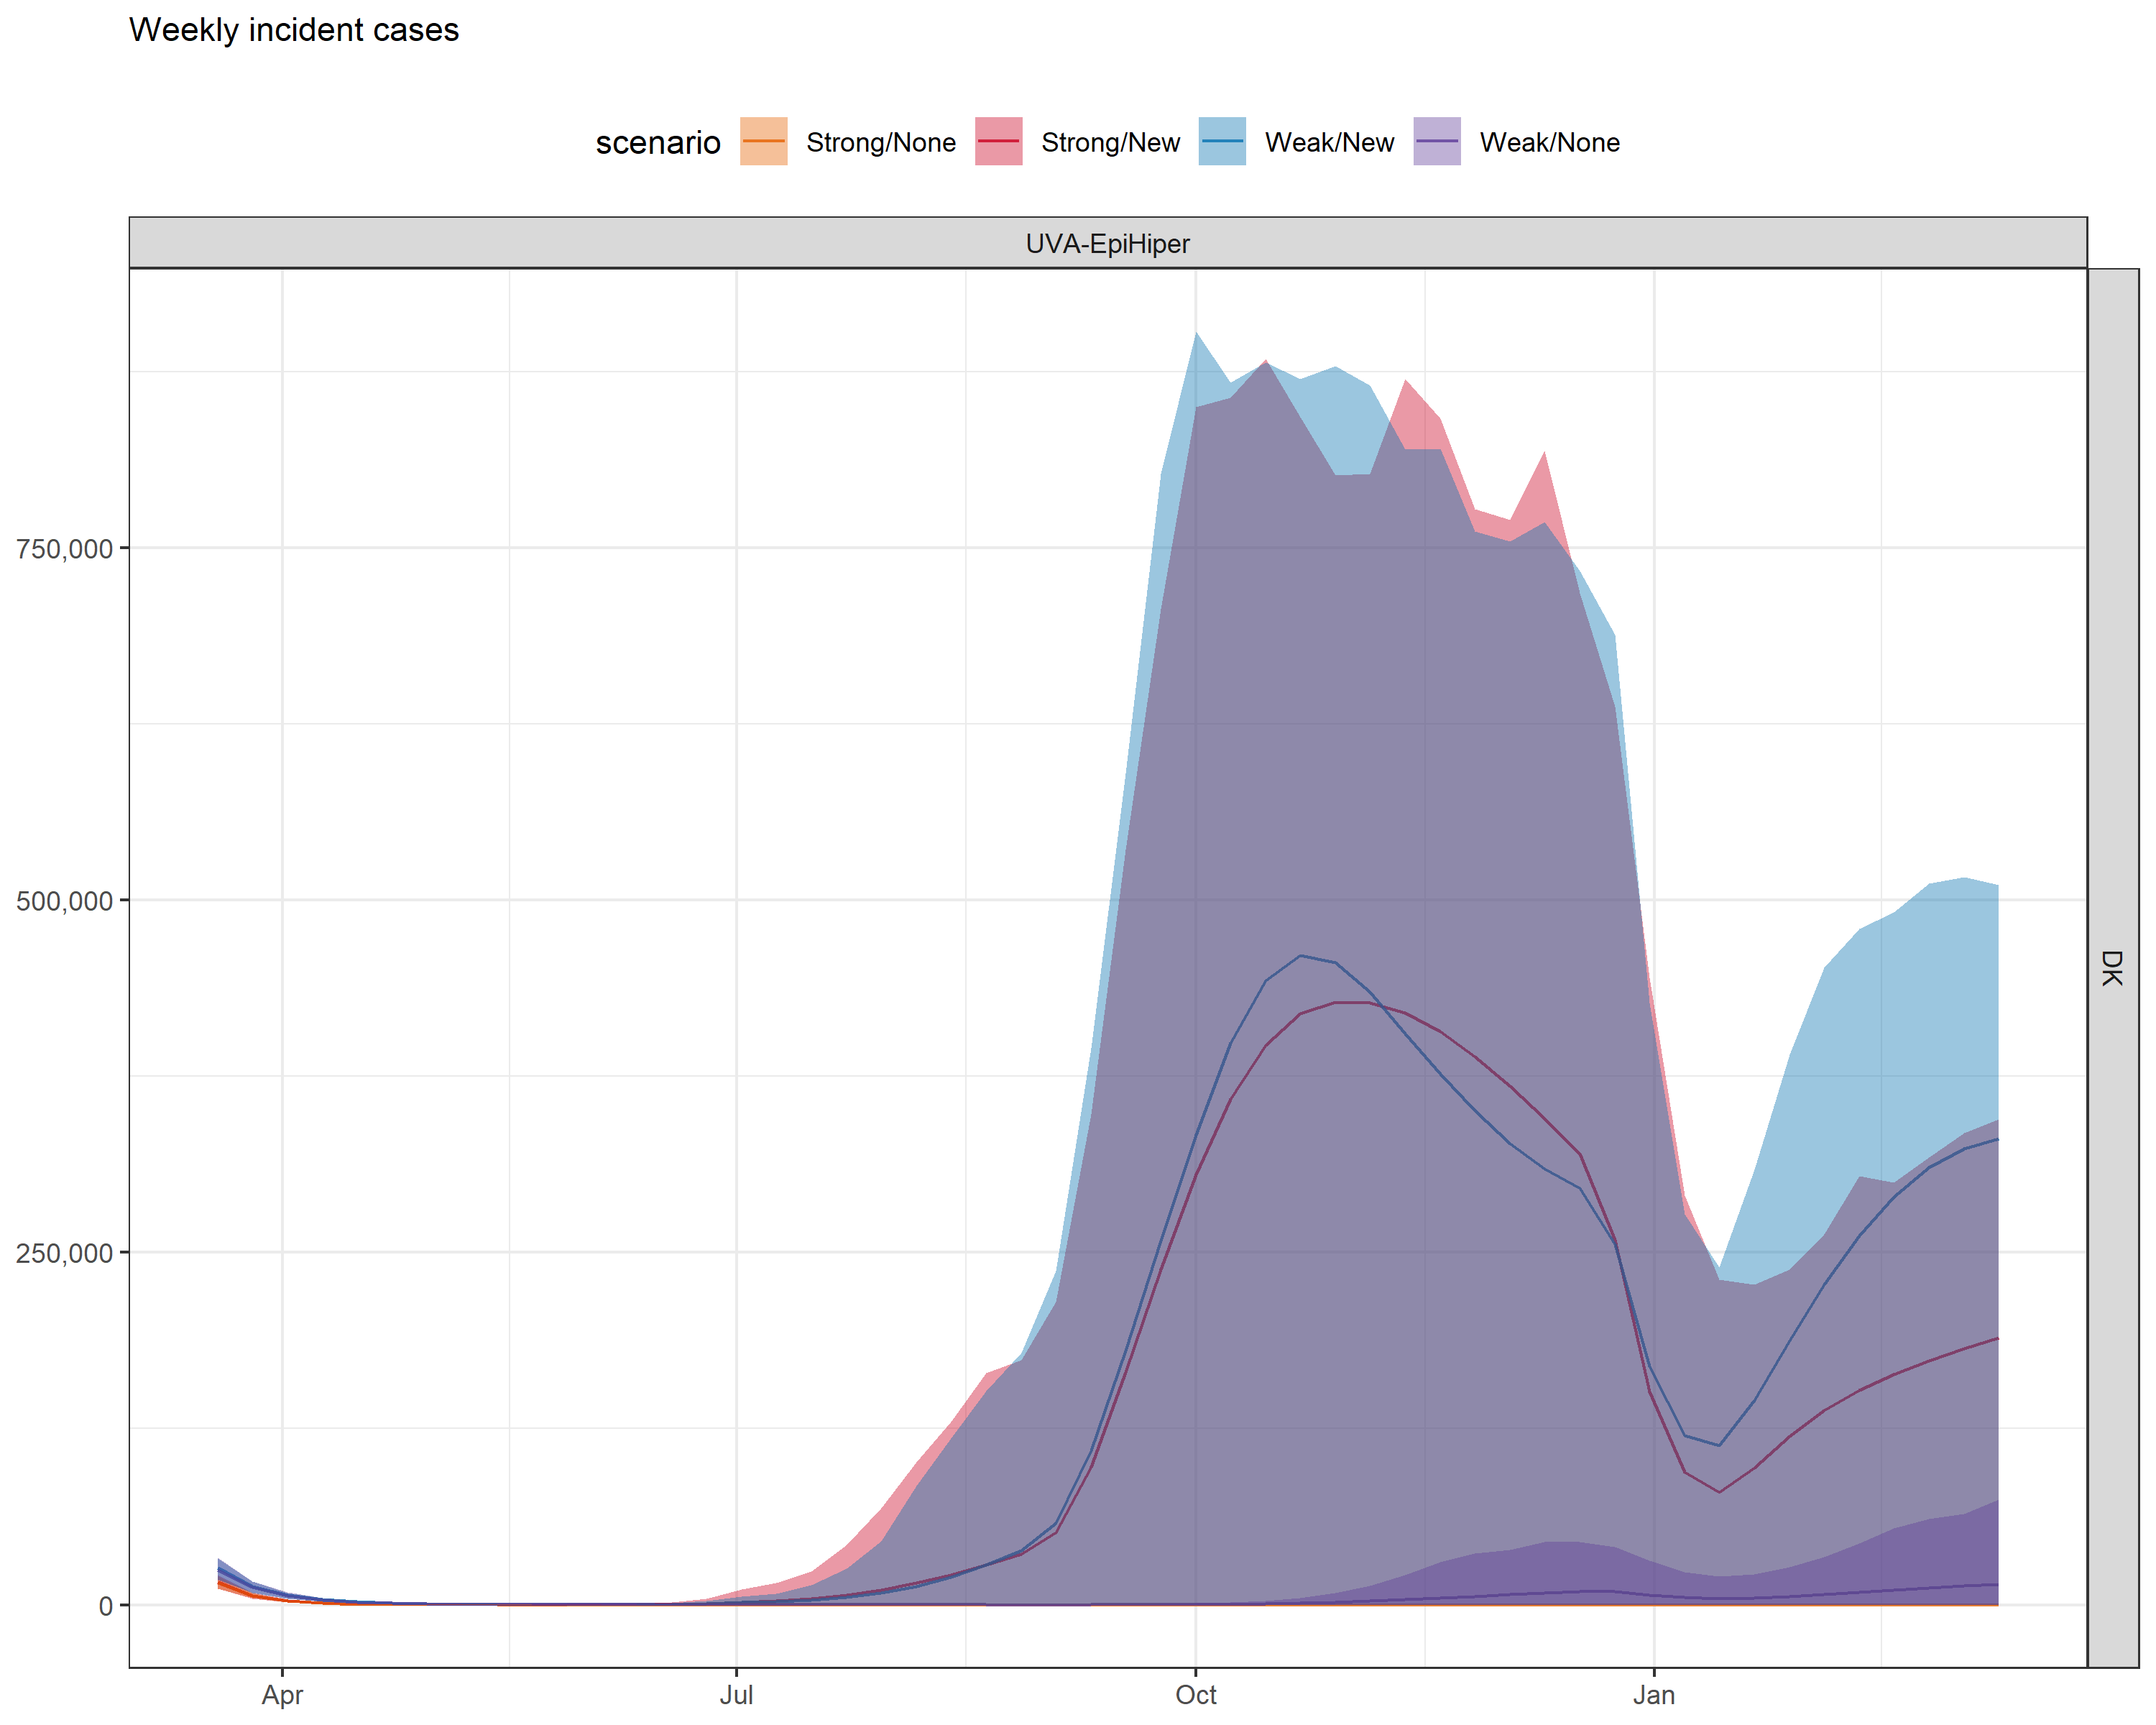 Weekly incident cases
scenario Strong/None Strong/New Weak/New Weak/None
UVA-EpiHiper
750,000
500,000
DK
250,000
0
Apr Jul Oct Jan